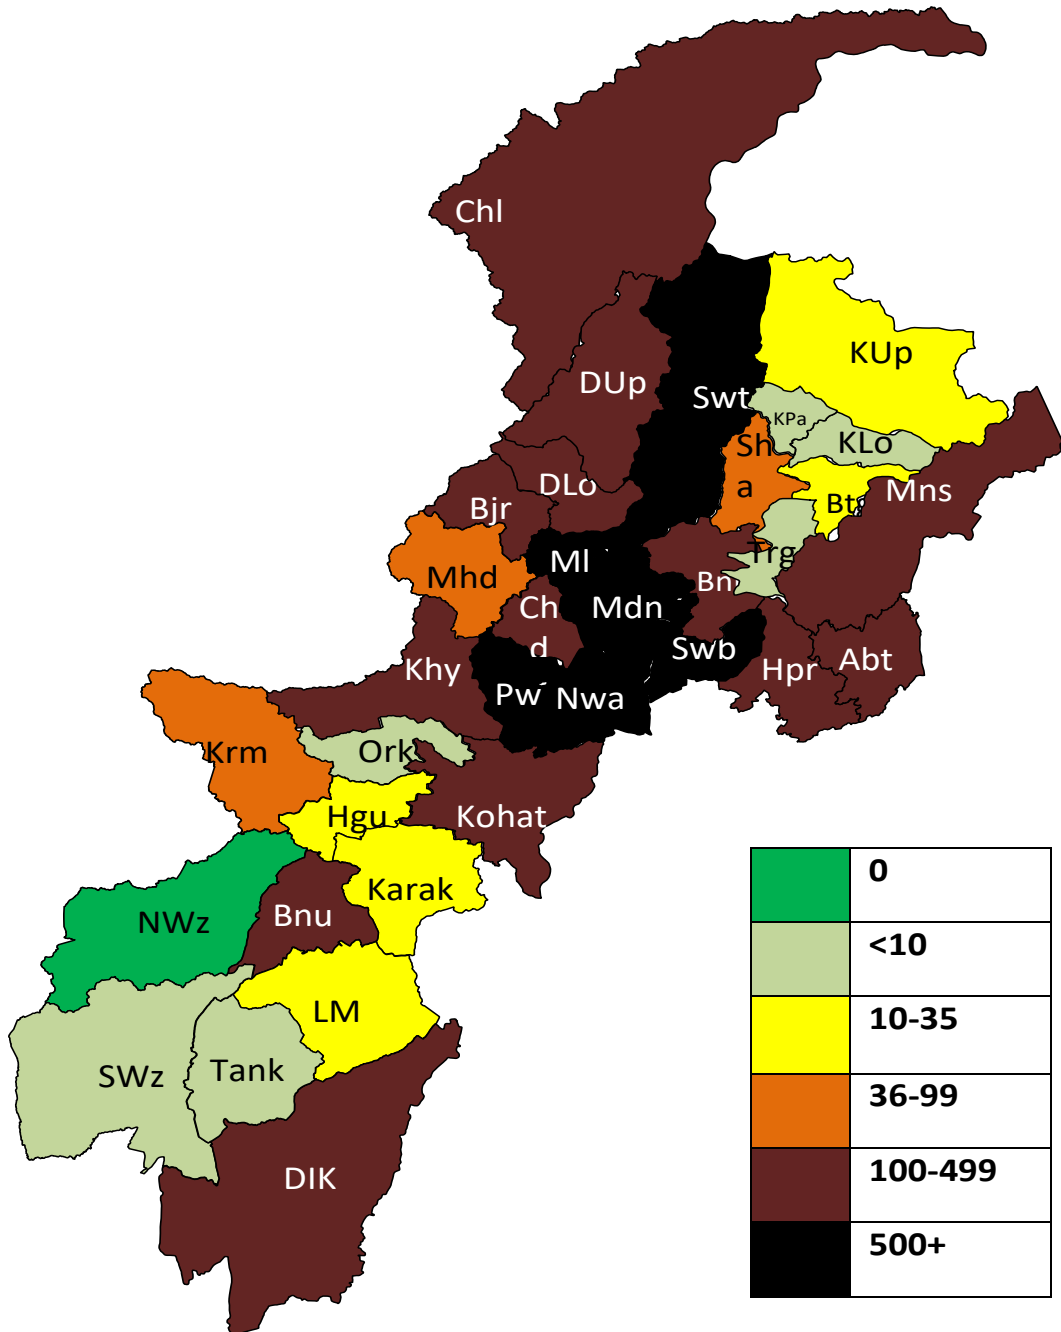 Chl
KUp
DUp
Swt
KPa
Sh
a
KLo
DLo
Mns
Bjr
Bt
Trg
Ml
Mhd
Bn
Mdn
Ch
d
Swb
Abt
Hpr
Khy
Pw
Nwa
Krm
Ork
Hgu
Kohat
Karak
Bnu
NWz
LM
SWz
Tank
DIK
0
<10
10-35
36-99
100-499
500+